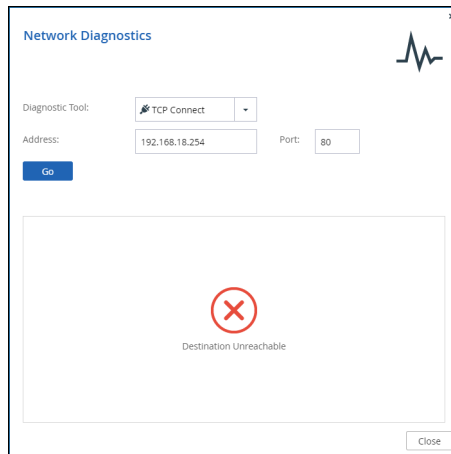 Network Diagnostics
Diagnostic Tool: TCP Connect
Address: 192.168.18.254 Port: 80
Go
Destination Unreachable
Close